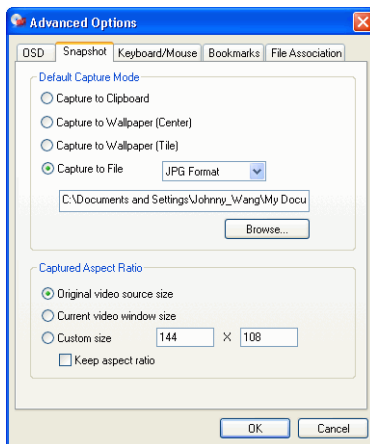 Advanced Options
OSD Snapshot Keyboard/Mouse Bookmarks File Association
Default Capture Mode
Capture to Clipboard
Capture to Wallpaper (Center)
Capture to Wallpaper (Tile)
Capture to File JPG Format
C:\Documents and Settings\Johnny_Wang\My Docu
Browse...
Captured Aspect Ratio
Original video source size
Current video window size
Custom size 144 X 108
Keep aspect ratio
OK Cancel